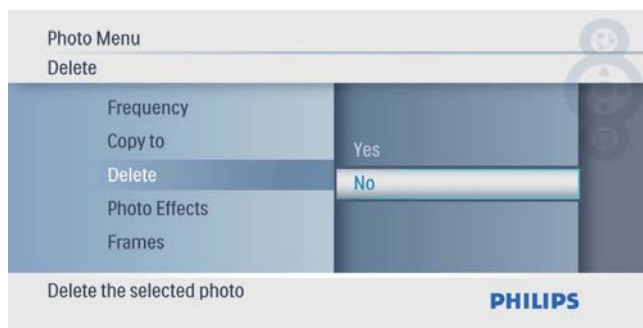 Photo Menu
Delete
Frequency
Copy to
Delete
Photo Effects
Frames
Yes
No
Delete the selected photo
PHILIPS